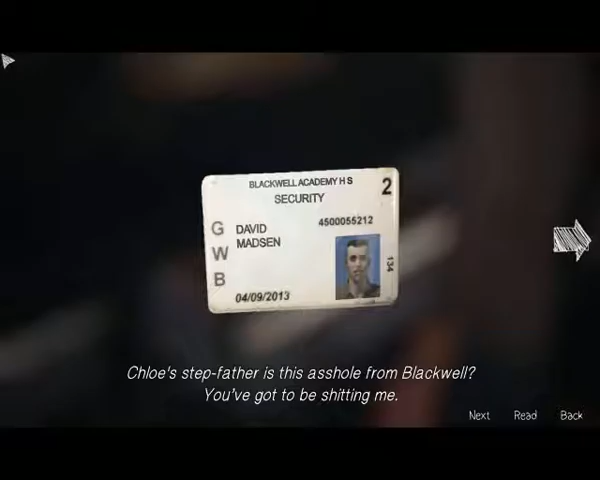 BLACKWELL ACADEMY H S
SECURITY
2
4500055212
G
W
B
DAVID
MADSEN
134
04/09/2013
Chloe's step-father is this asshole from Blackwell?
You've got to be shitting me.
Next Read Back